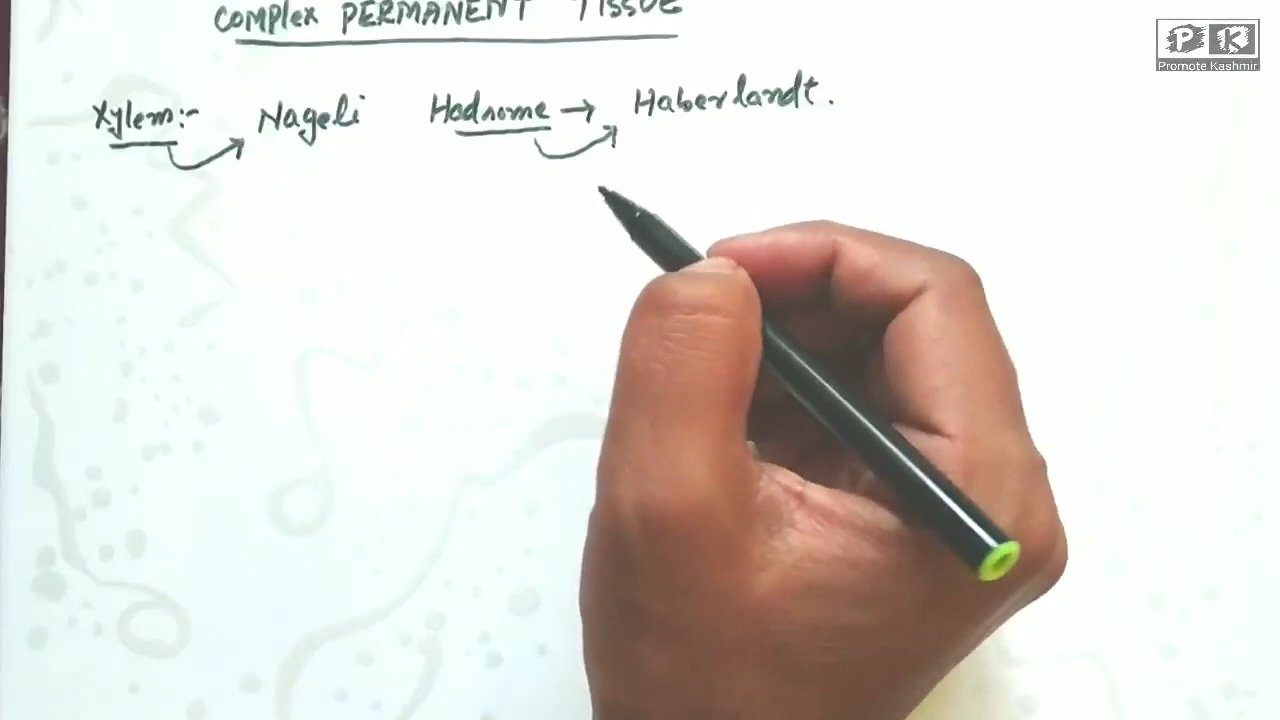 COMPlex PERMANENT TISSUE
Xylem:- Nageli Hadrome → Haberlandt.
PK
Promote Kashmir